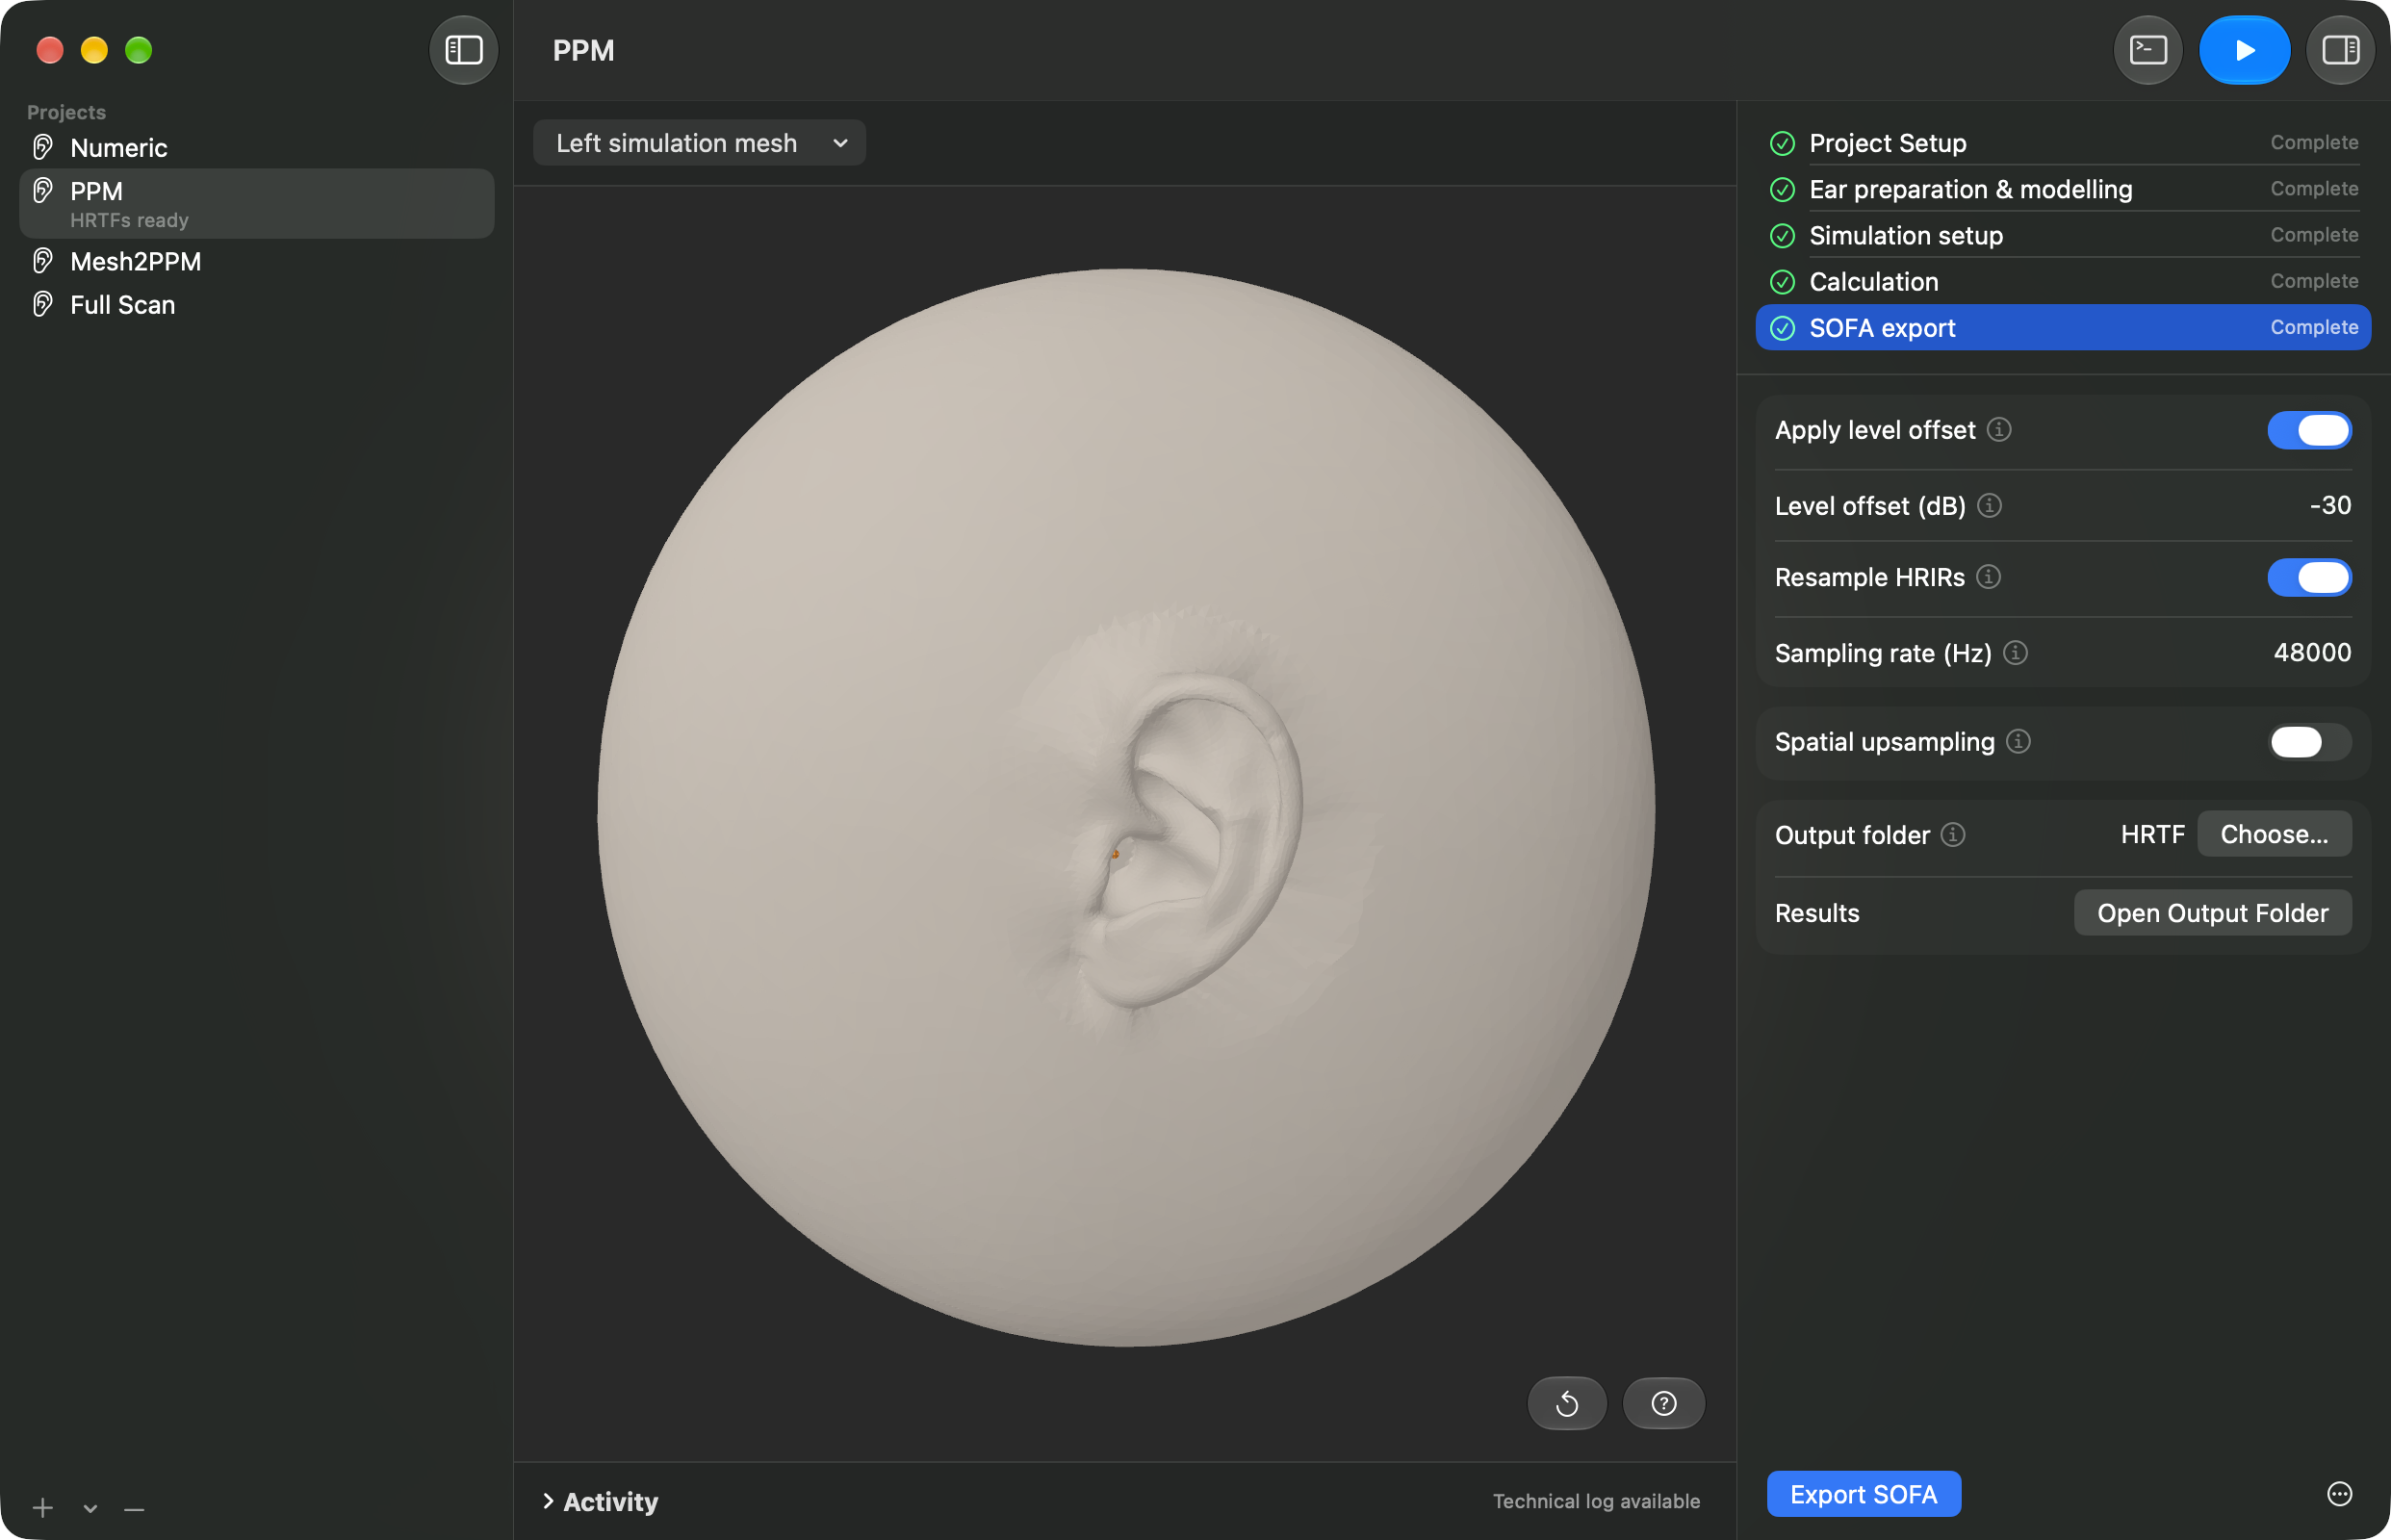 PPM
Projects
Numeric
PPM
HRTFs ready
Mesh2PPM
Full Scan
Left simulation mesh
Project Setup Complete
Ear preparation & modelling Complete
Simulation setup Complete
Calculation Complete
SOFA export Complete
Apply level offset
Level offset (dB) -30
Resample HRIRs
Sampling rate (Hz) 48000
Spatial upsampling
Output folder HRTF Choose...
Results Open Output Folder
Activity Technical log available
Export SOFA